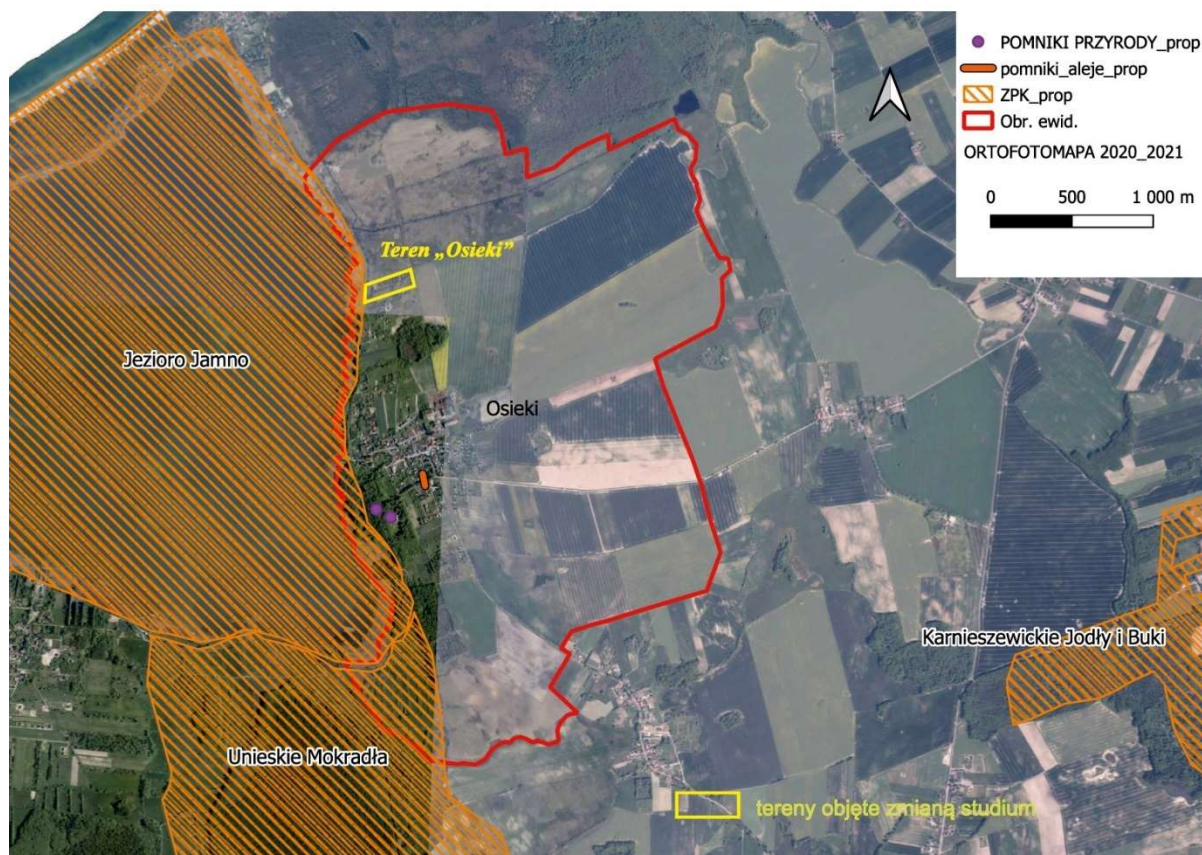 POMNIKI PRZYRODY_prop
pomniki_aleje_prop
ZPK_prop
Obr. ewid.
ORTOFOTOMAPA 2020_2021
0 500 1 000 m
Teren „Osieki”
Jezioro Jamno
Osieki
Karnieszewickie Jodły i Buki
Unieskie Mokradła
tereny objęte zmianą studium